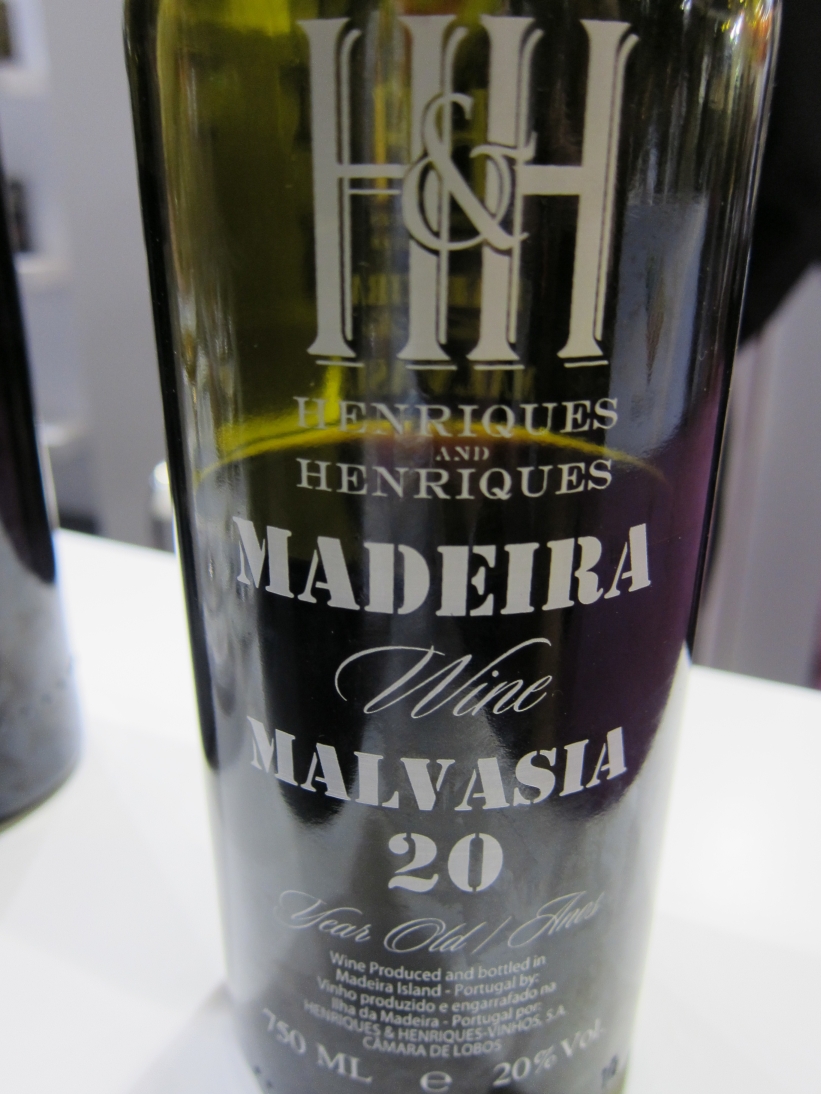 H&H
HENRIQUES
AND
HENRIQUES
MADEIRA
Wine
MALVASIA
20
Year Old / Anos
Wine Produced and bottled in
Madeira Island - Portugal by:
Vinho produzido e engarrafado na
Ilha da Madeira - Portugal por:
HENRIQUES & HENRIQUES-VINHOS, S.A
CÂMARA DE LOBOS
750 ML e 20% Vol.